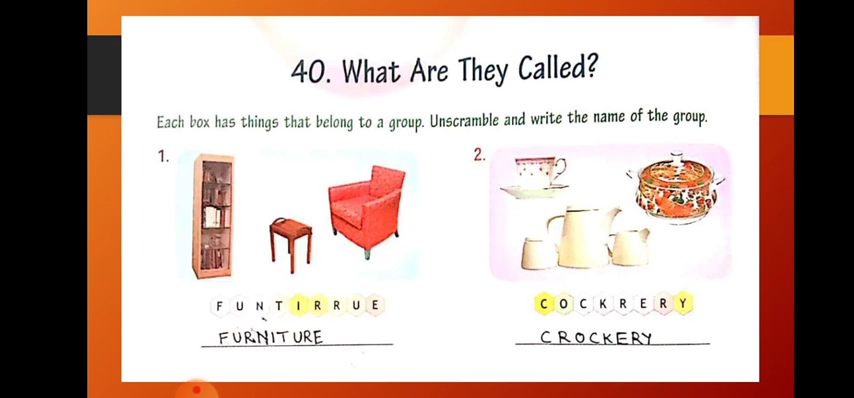 40. What Are They Called?
Each box has things that belong to a group. Unscramble and write the name of the group.
1.
2.
F U N T I R R U E
C O C K R E R Y
FURNITURE
CROCKERY